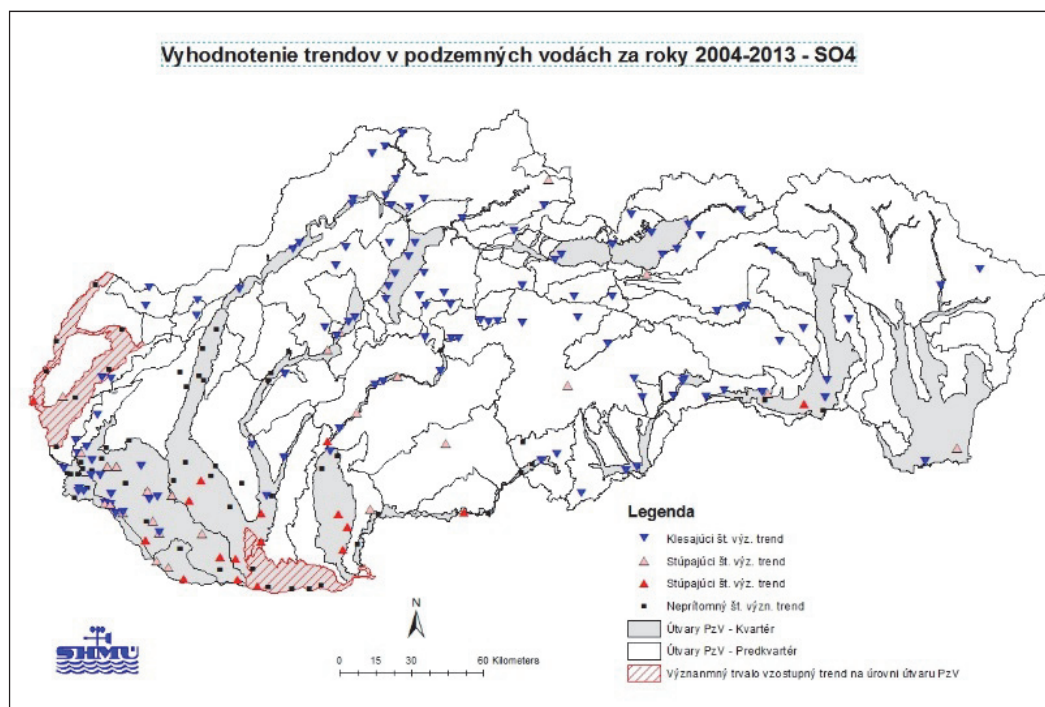 Vyhodnotenie trendov v podzemných vodách za roky 2004-2013 - SO4
Legenda
Klesajúci št. výz. trend
Stúpajúci št. výz. trend
Stúpajúci št. výz. trend
Neprítomný št. význ. trend
Útvary PzV - Kvartér
Útvary PzV - Predkvartér
Význanmný trvalo vzostupný trend na úrovni útvaru PzV
N
0 15 30 60 Kilometers
SHMÚ